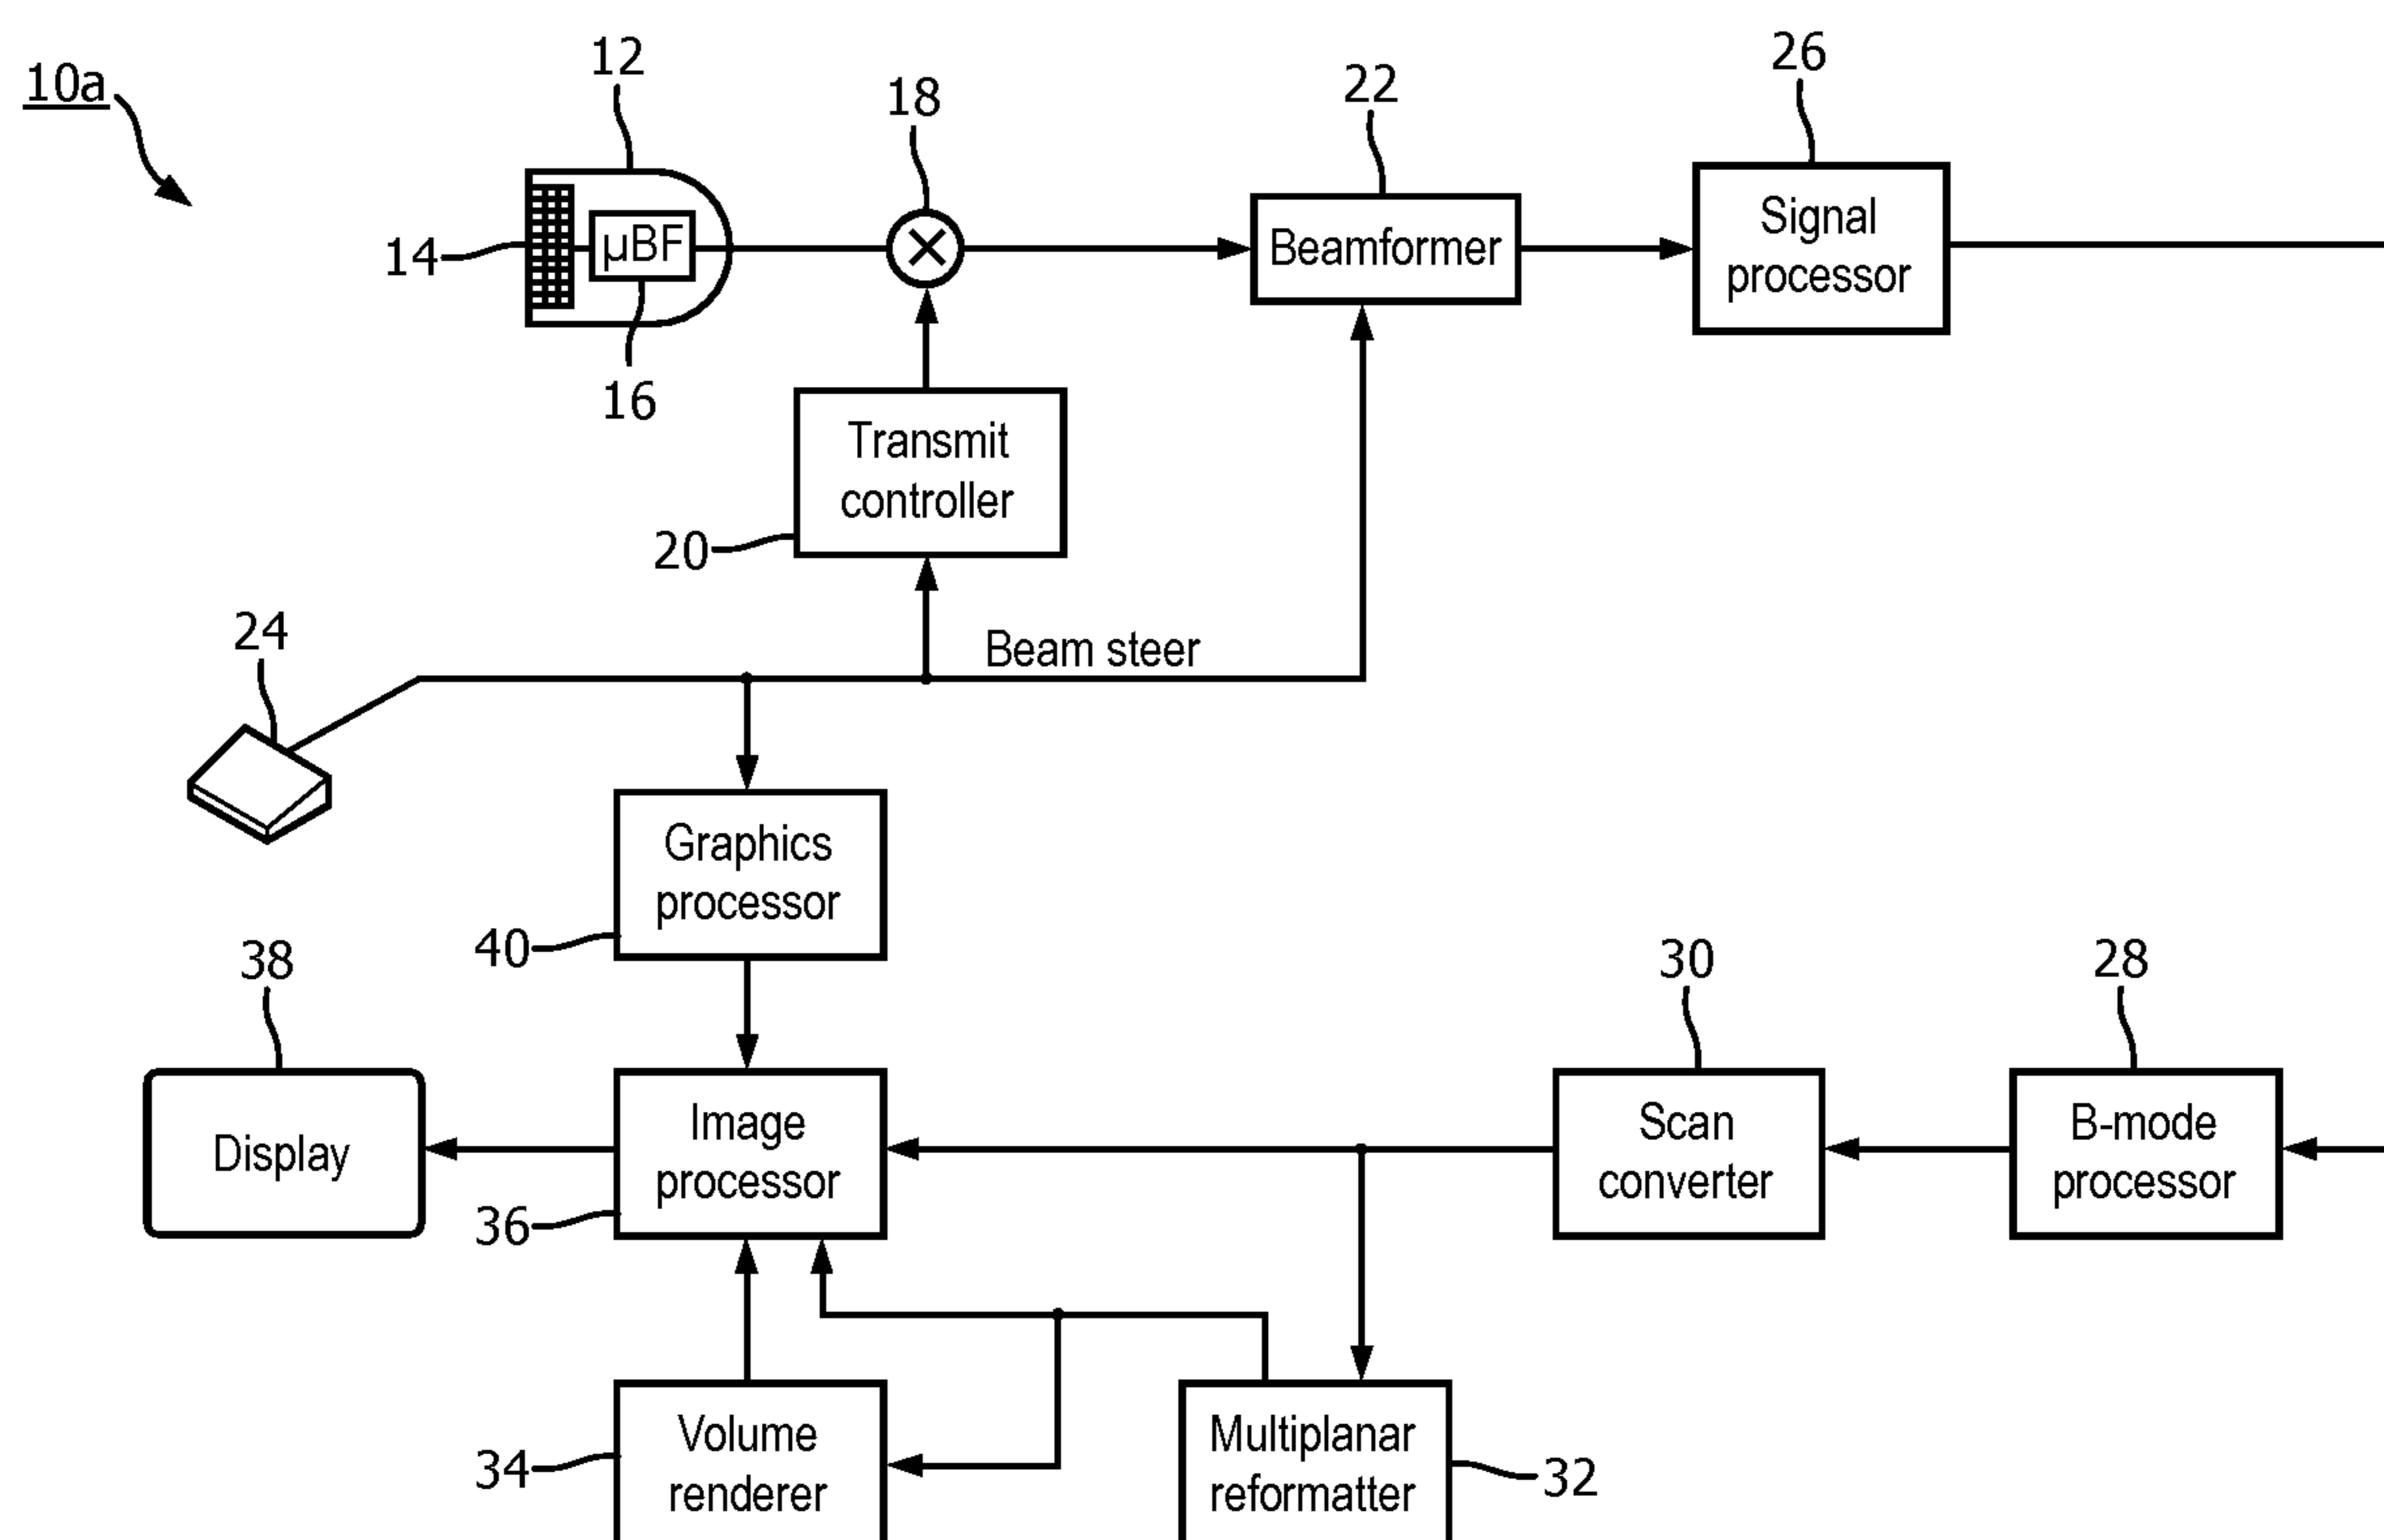 10a
12
18
22
26
14
µBF
16
Beamformer
Signal
processor
Transmit
controller
20
24
Beam steer
Graphics
processor
40
38
30
28
Display
Image
processor
36
Scan
converter
B-mode
processor
Volume
renderer
34
Multiplanar
reformatter
32